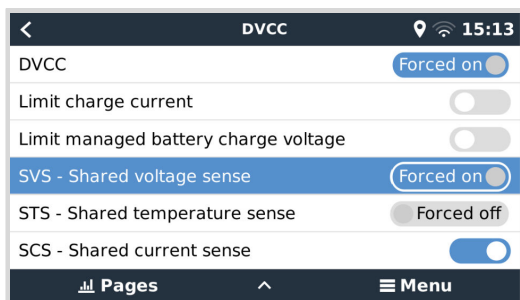 DVCC 15:13
DVCC Forced on
Limit charge current
Limit managed battery charge voltage
SVS - Shared voltage sense Forced on
STS - Shared temperature sense Forced off
SCS - Shared current sense
Pages Menu